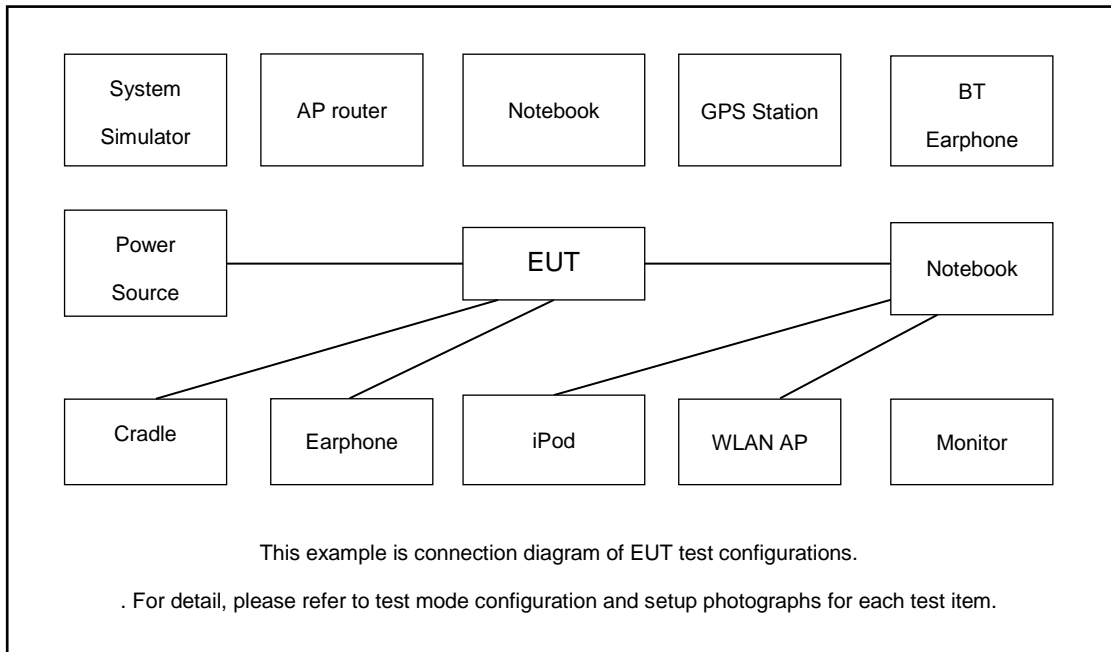 System
Simulator
AP router
Notebook
GPS Station
BT
Earphone
Power
Source
EUT
Notebook
Cradle
Earphone
iPod
WLAN AP
Monitor
This example is connection diagram of EUT test configurations.
. For detail, please refer to test mode configuration and setup photographs for each test item.